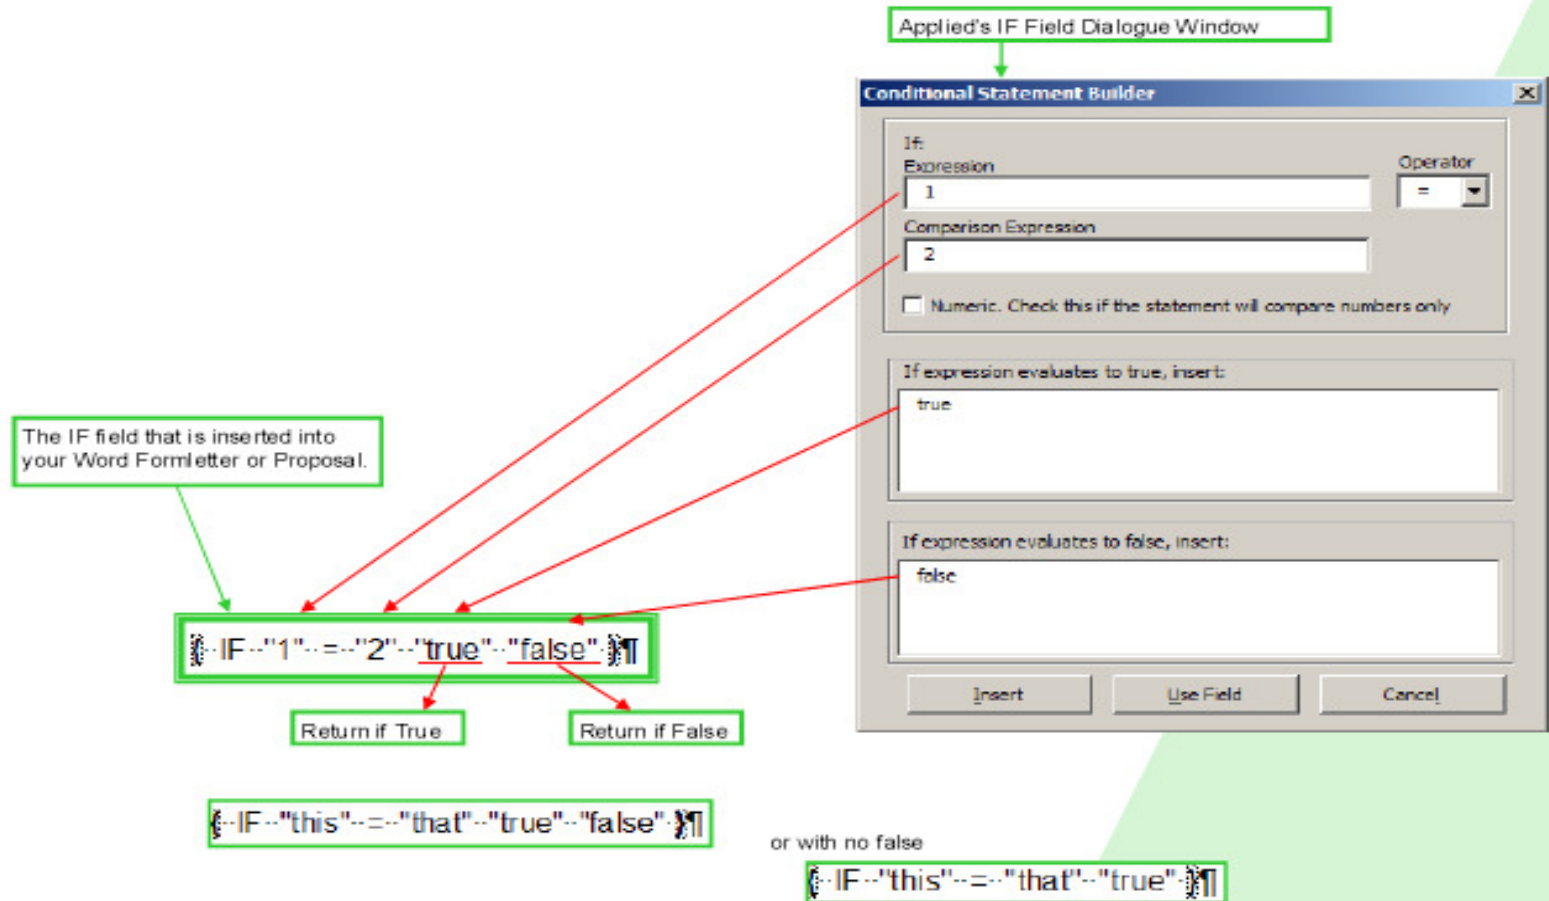 Applied's IF Field Dialogue Window
Conditional Statement Builder
If:
Expression
Operator
1
=
Comparison Expression
2
Numeric. Check this if the statement will compare numbers only
If expression evaluates to true, insert:
true
The IF field that is inserted into
your Word Formletter or Proposal.
If expression evaluates to false, insert:
false
{··IF··"1"··=··"2"··"true"··"false"·}¶
Insert
Use Field
Cancel
Return if True
Return if False
{··IF··"this"··=··"that"··"true"··"false"·}¶
or with no false
{··IF··"this"··=··"that"··"true"·}¶